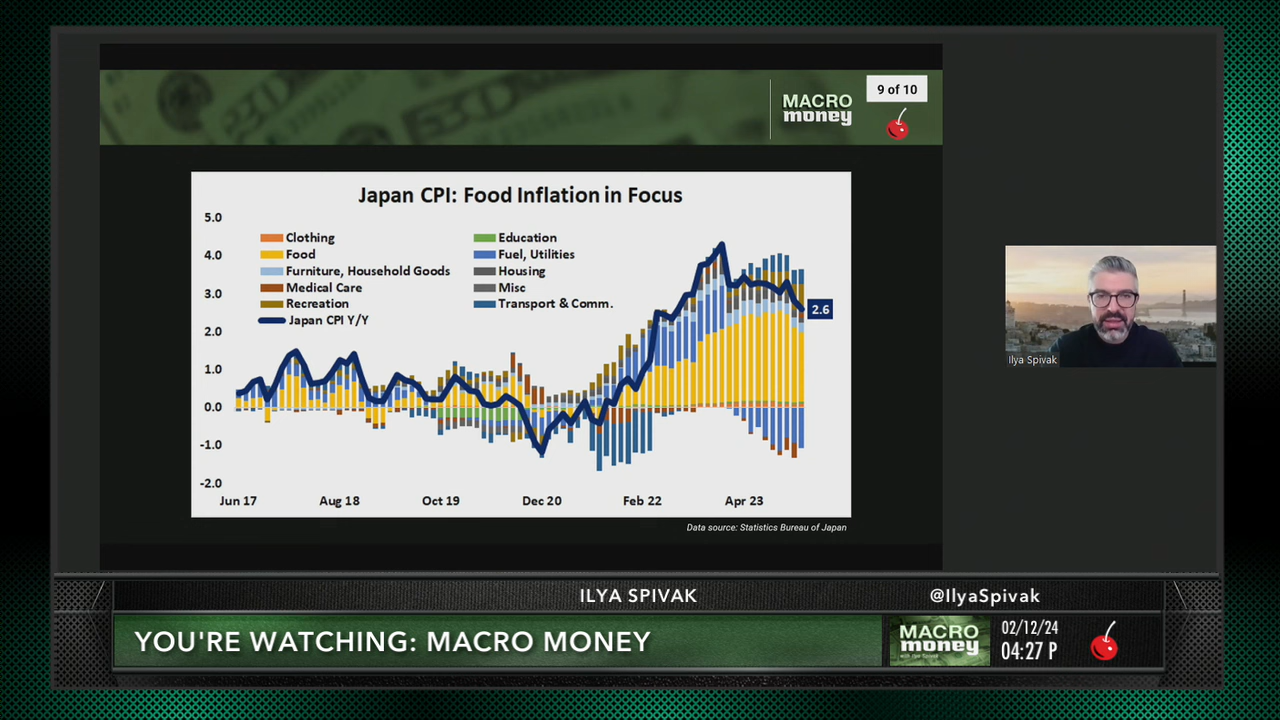 MACRO
money
9 of 10
Japan CPI: Food Inflation in Focus
5.0
4.0
3.0
2.0
1.0
0.0
-1.0
-2.0
Clothing
Food
Furniture, Household Goods
Medical Care
Recreation
Japan CPI Y/Y
Education
Fuel, Utilities
Housing
Misc
Transport & Comm.
2.6
Jun 17
Aug 18
Oct 19
Dec 20
Feb 22
Apr 23
Data source: Statistics Bureau of Japan
Ilya Spivak
ILYA SPIVAK
@IlyaSpivak
YOU'RE WATCHING: MACRO MONEY
MACRO
money
with Ilya Spivak
02/12/24
04:27 P